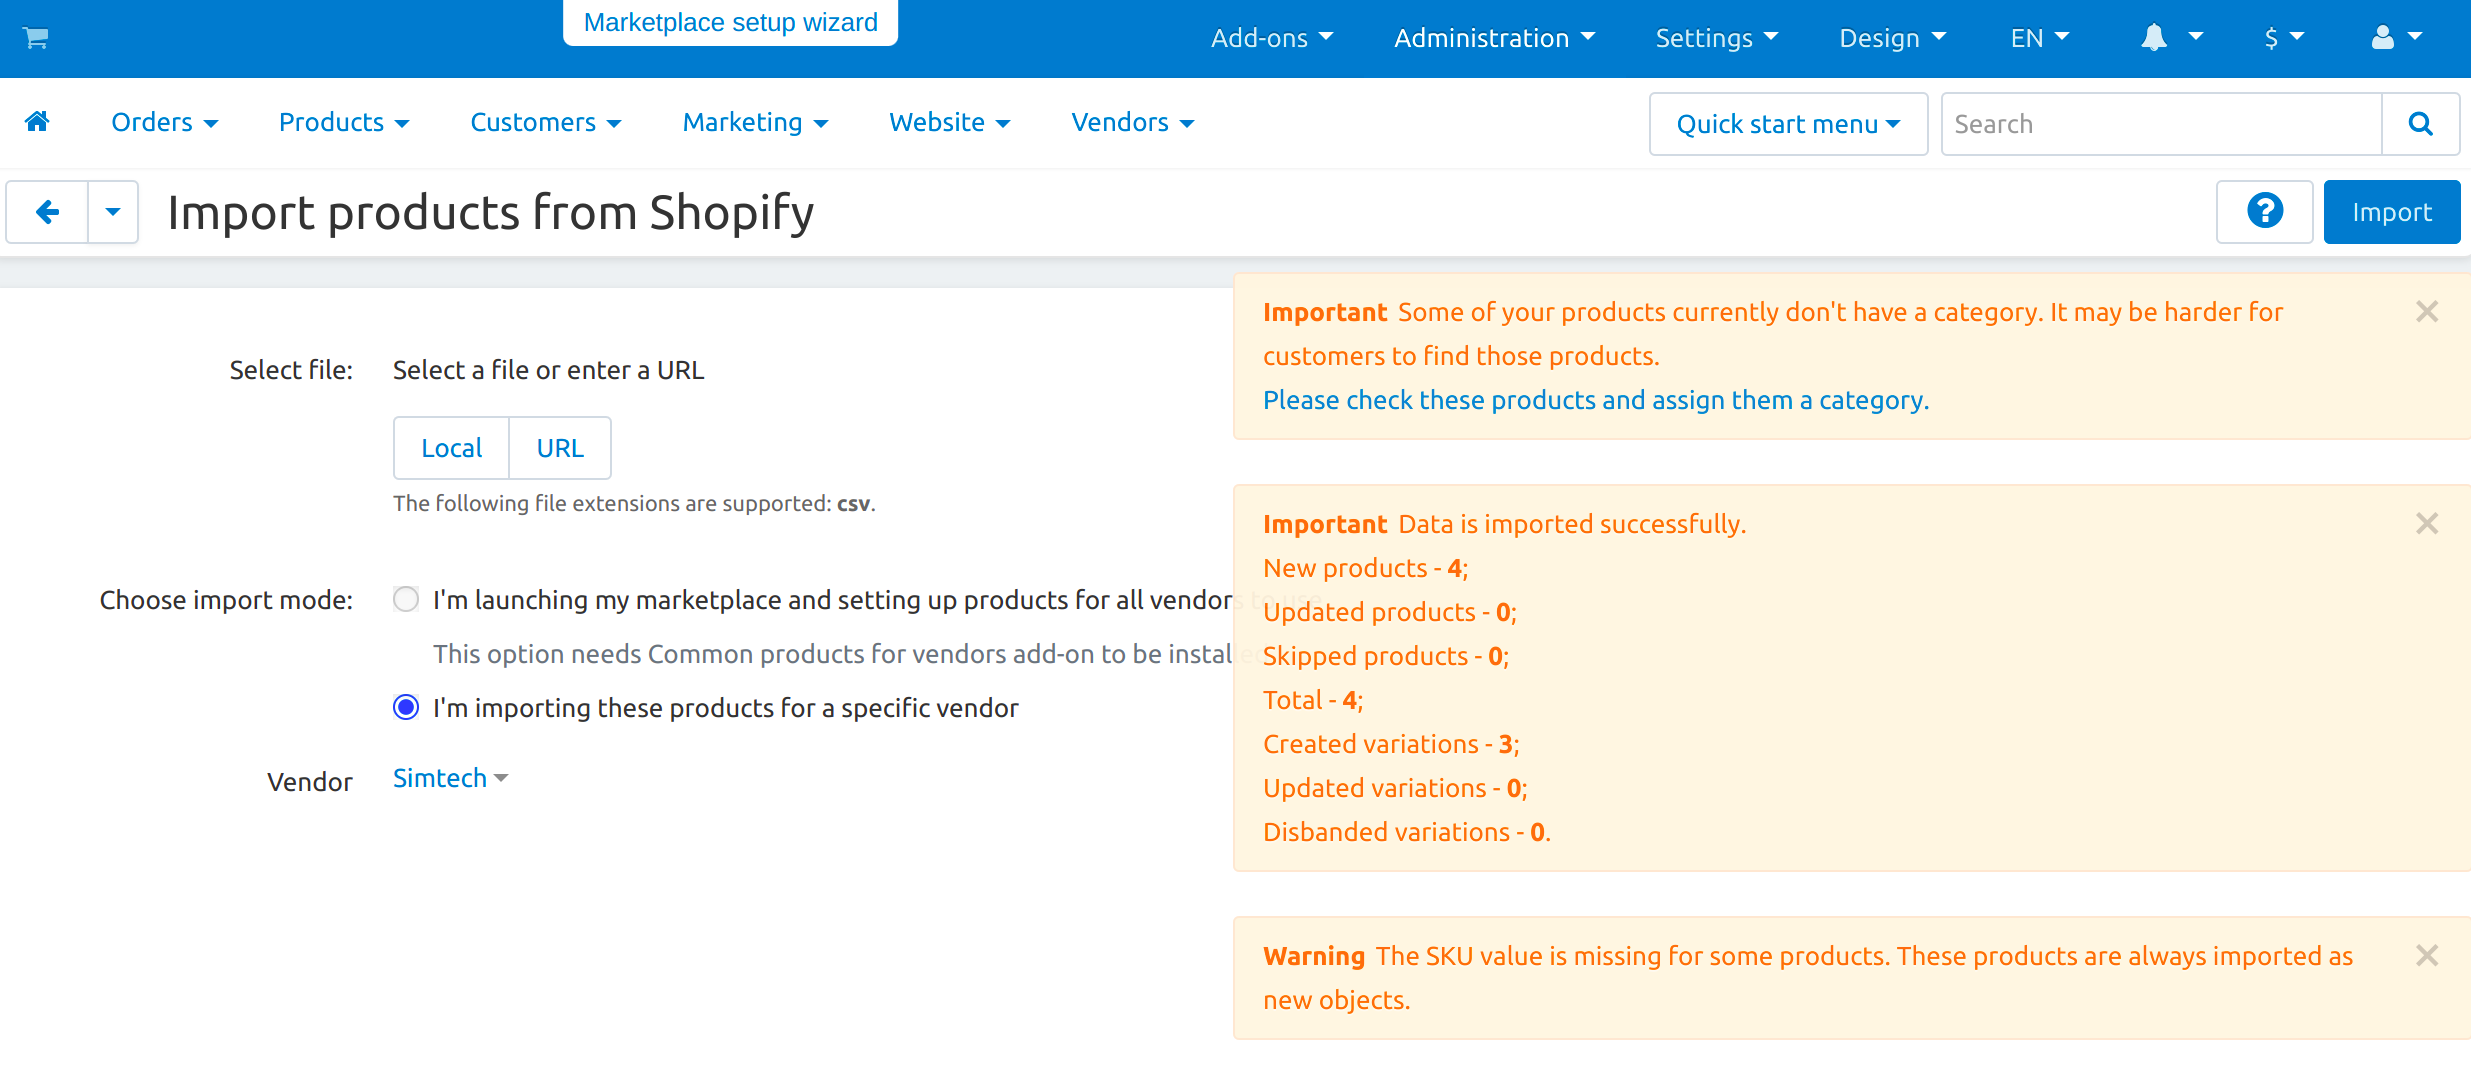 Marketplace setup wizard
Add-ons Administration Settings Design EN $
Orders Products Customers Marketing Website Vendors Quick start menu Search
Import products from Shopify ? Import
Important Some of your products currently don't have a category. It may be harder for
customers to find those products.
Please check these products and assign them a category.
Select file: Select a file or enter a URL
Local URL
The following file extensions are supported: csv.
Important Data is imported successfully.
New products - 4;
Updated products - 0;
Skipped products - 0;
Total - 4;
Created variations - 3;
Updated variations - 0;
Disbanded variations - 0.
Choose import mode: I'm launching my marketplace and setting up products for all vendors to use
This option needs Common products for vendors add-on to be
I'm importing these products for a specific vendor
Vendor Simtech
Warning The SKU value is missing for some products. These products are always imported as
new objects.